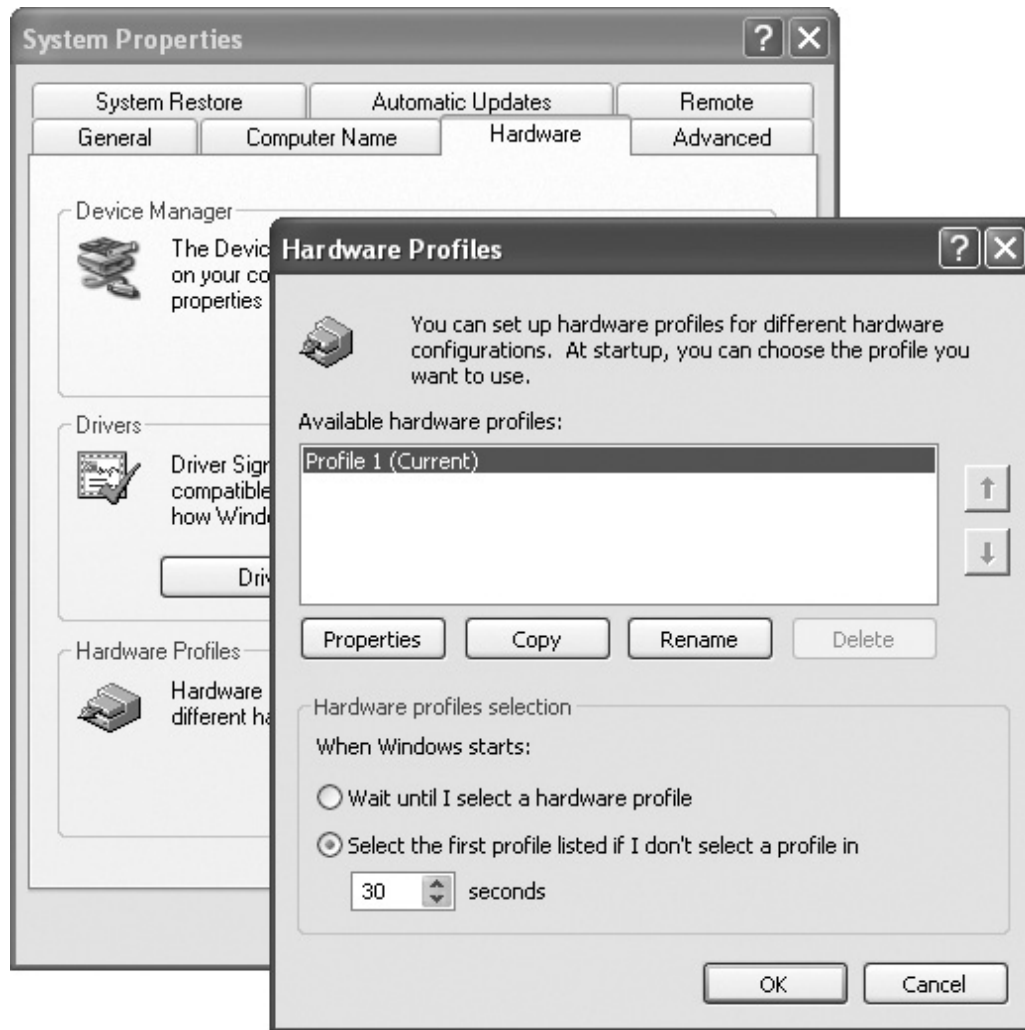 System Properties
System Restore
Automatic Updates
Remote
General
Computer Name
Hardware
Advanced
Device Manager
The Devic
on your co
properties
Drivers
Driver Sign
compatible
how Windo
Driv
Hardware Profiles
Hardware
different ha
Hardware Profiles
You can set up hardware profiles for different hardware
configurations.  At startup, you can choose the profile you
want to use.
Available hardware profiles:
Profile 1 (Current)
Properties
Copy
Rename
Delete
Hardware profiles selection
When Windows starts:
Wait until I select a hardware profile
Select the first profile listed if I don't select a profile in
30 seconds
OK
Cancel